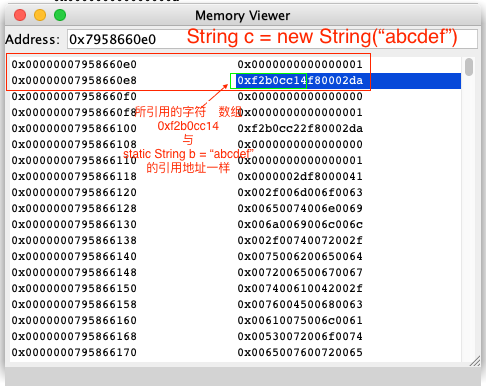 Memory Viewer
Address: 0x7958660e0
String c = new String(“abcdef”)
0x00000007958660e0 0x0000000000000001
0x00000007958660e8 0xf2b0cc14f80002da
0x00000007958660f0 0x0000000000000000
0x00000007958660f8 0x0000000000000001
0x0000000795866100 0xf2b0cc22f80002da
0x0000000795866108 0x0000000000000000
0x0000000795866110 0x0000000000000001
0x0000000795866118 0x0000002df8000041
0x0000000795866120 0x002f006d006f0063
0x0000000795866128 0x00650074006e0069
0x0000000795866130 0x006a0069006c006c
0x0000000795866138 0x002f00740072002f
0x0000000795866140 0x0075006200650064
0x0000000795866148 0x0072006500670067
0x0000000795866150 0x007400610042002f
0x0000000795866158 0x0076004500680063
0x0000000795866160 0x00610075006c0061
0x0000000795866168 0x00530072006f0074
0x0000000795866170 0x0065007600720065
所引用的字符 数组
0xf2b0cc14
与
static String b = “abcdef”
的引用地址一样